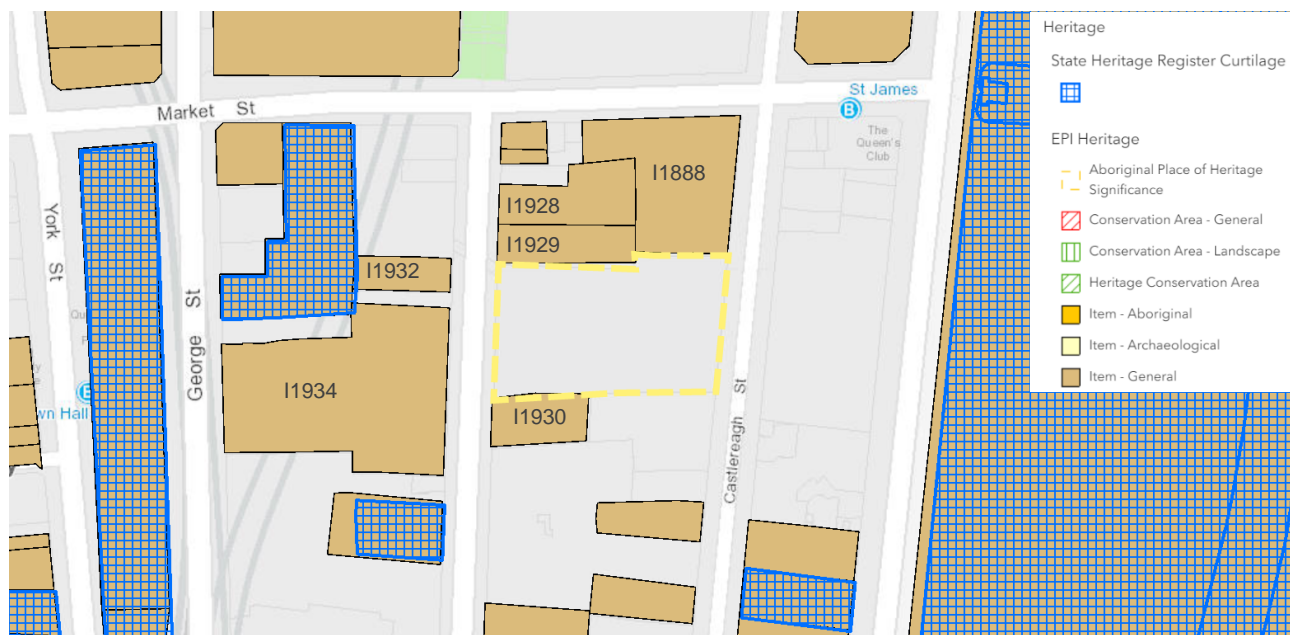 Market St
St James
B
The
Queen's
Club
I1888
I1928
I1929
York St
I1932
George St
I1934
wn Hall
B
I1930
Castlereagh St
Heritage
State Heritage Register Curtilage
EPI Heritage
Aboriginal Place of Heritage
Significance
Conservation Area - General
Conservation Area - Landscape
Heritage Conservation Area
Item - Aboriginal
Item - Archaeological
Item - General